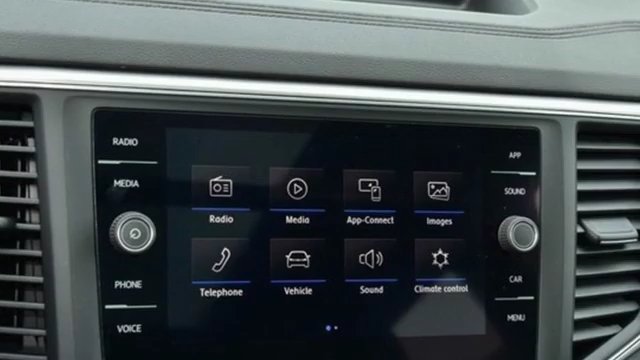 RADIO
MEDIA
PHONE
VOICE
Radio
Media
App-Connect
Images
Telephone
Vehicle
Sound
Climate control
APP
SOUND
CAR
MENU